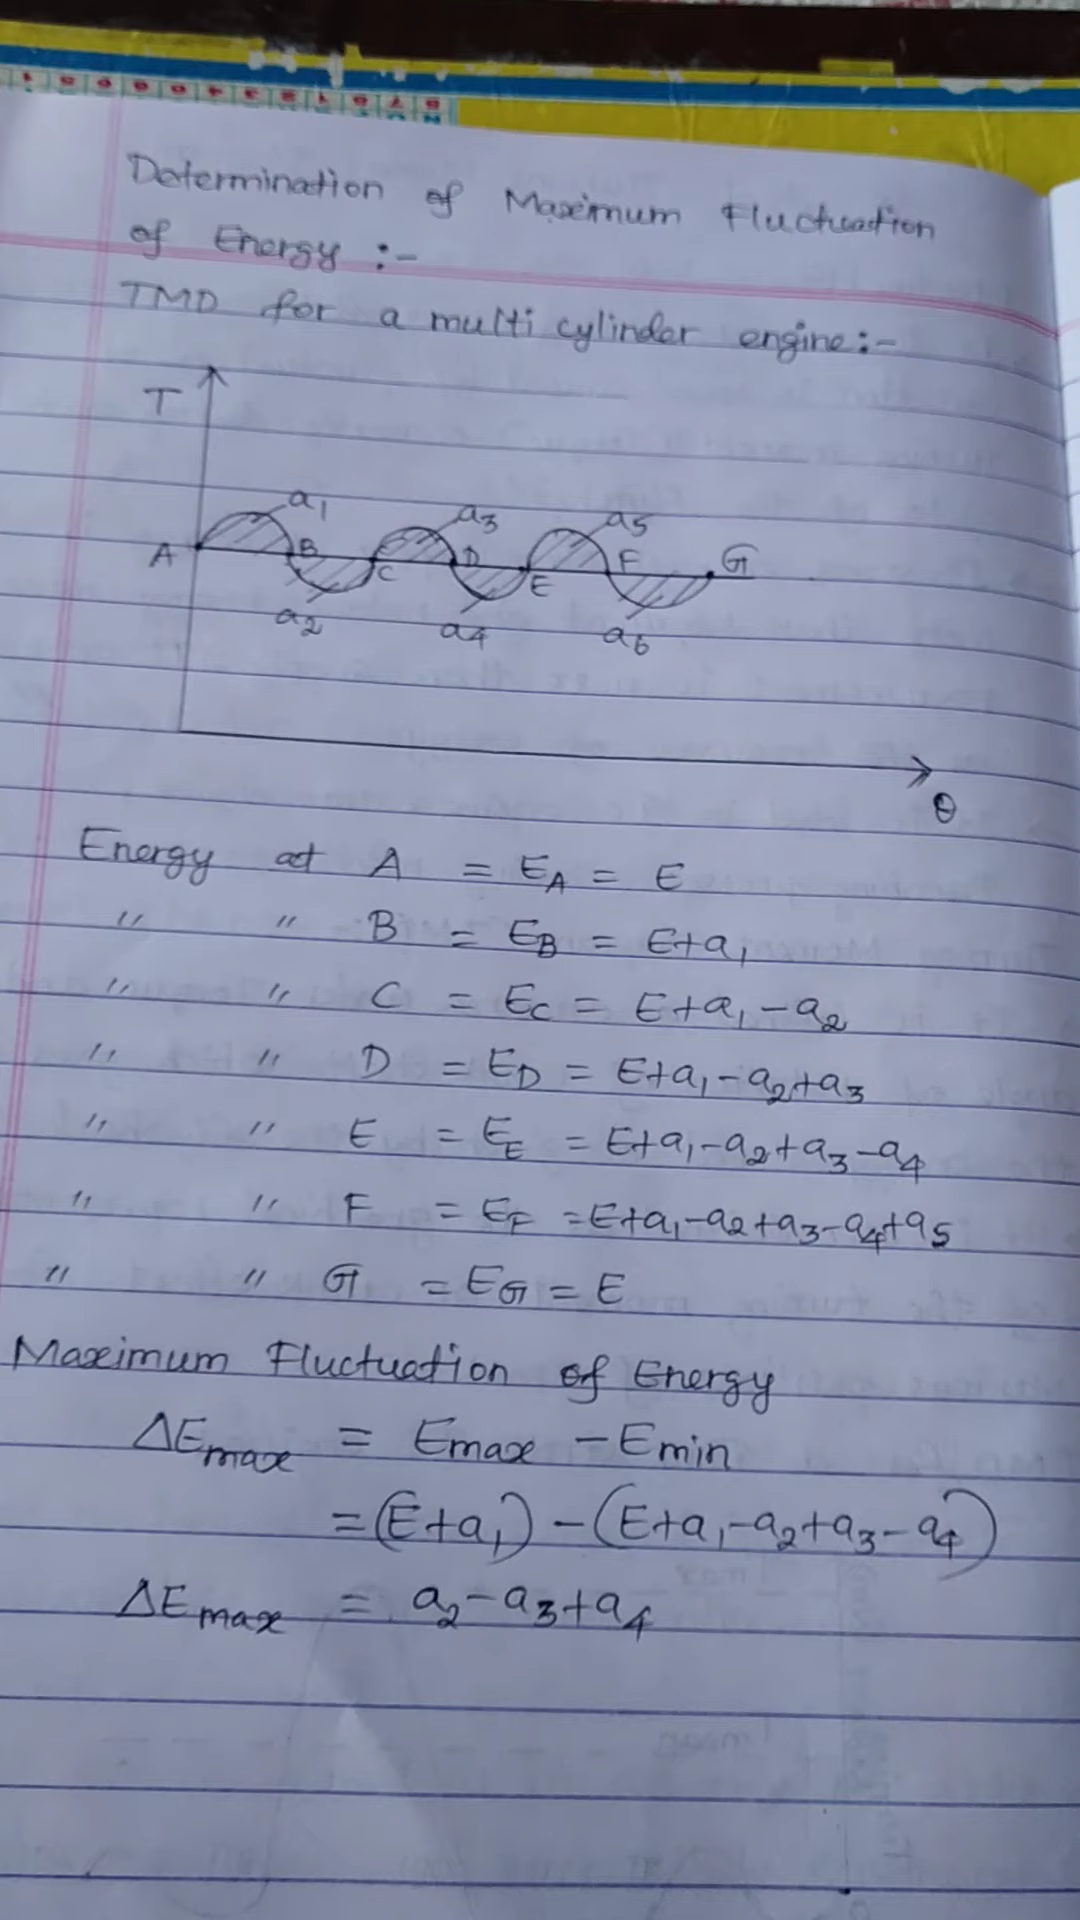 Determination of Maximum Fluctuation
of Energy :-
TMD for a multi cylinder engine:-
T
a1 a3 a5
A B C D E F G
a2 a4 a6
θ
Energy at A = EA = E
" " B = EB = E+a1
" " C = EC = E+a1-a2
" " D = ED = E+a1-a2+a3
" " E = EE = E+a1-a2+a3-a4
" " F = EF = E+a1-a2+a3-a4+a5
" " G = EG = E
Maximum Fluctuation of Energy
ΔEmax = Emax - Emin
= (E+a1) - (E+a1-a2+a3-a4)
ΔEmax = a2-a3+a4